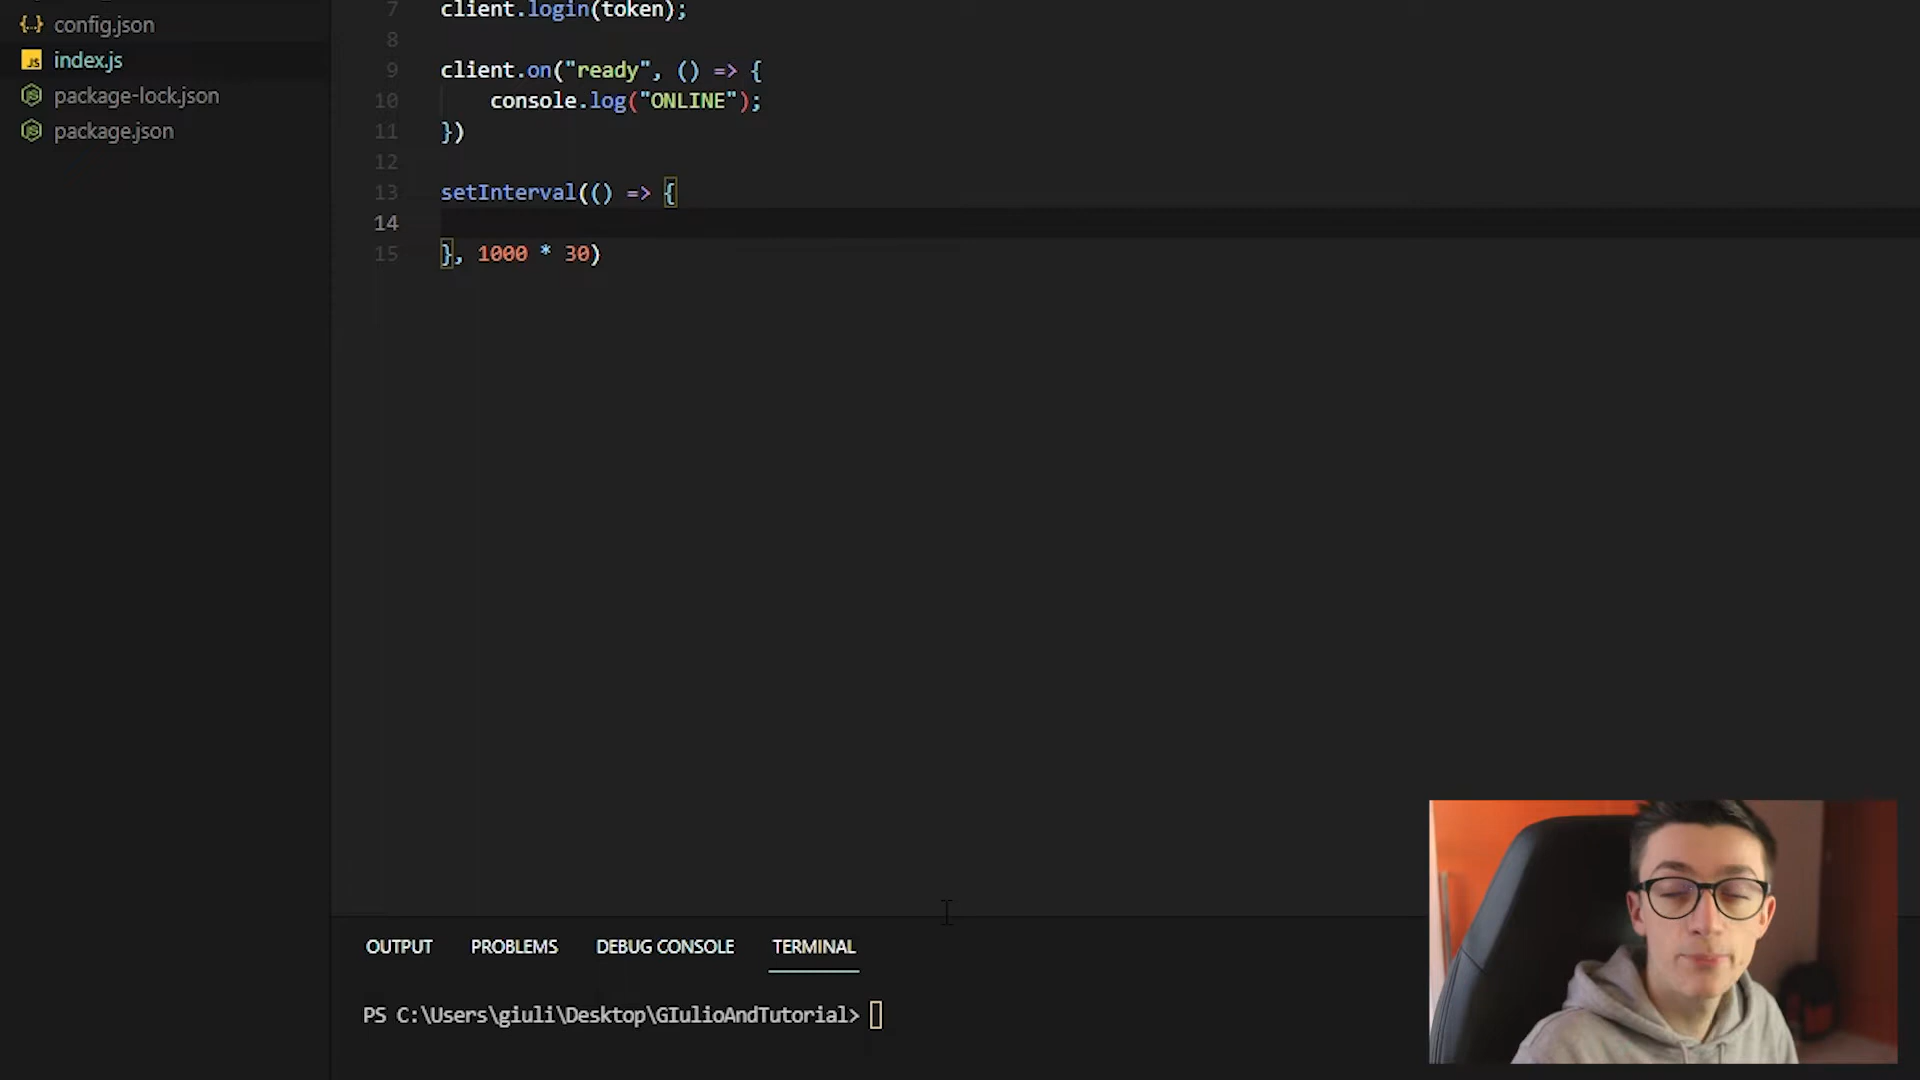 config.json
index.js
package-lock.json
package.json
7 client.login(token);
8
9 client.on("ready", () => {
10 console.log("ONLINE");
11 })
12
13 setInterval(() => {
14
15 }, 1000 * 30)
OUTPUT PROBLEMS DEBUG CONSOLE TERMINAL
PS C:\Users\giuli\Desktop\GIulioAndTutorial>